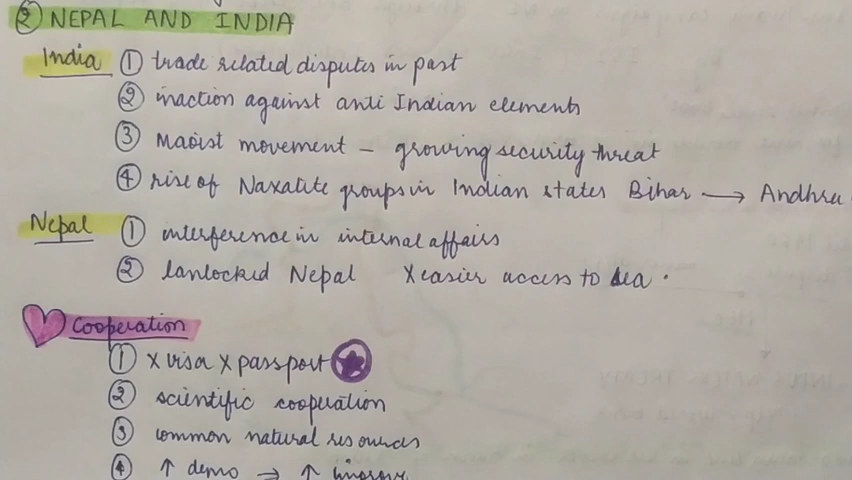 ② NEPAL AND INDIA
India ① trade related disputes in past
② inaction against anti Indian elements
③ Maoist movement – growing security threat
④ rise of Naxalite groups in Indian states Bihar → Andhra
Nepal ① interference in internal affairs
② lanlocked Nepal X easier access to sea.
Cooperation
① X visa X passport
② scientific cooperation
③ common natural resources
④ ↑ demo → ↑ improve